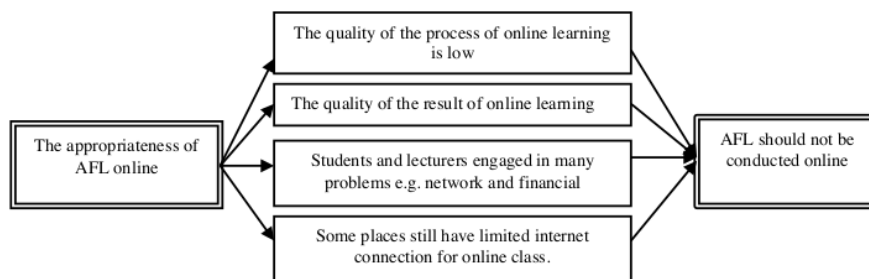 The appropriateness of
AFL online
The quality of the process of online learning
is low
The quality of the result of online learning
Students and lecturers engaged in many
problems e.g. network and financial
Some places still have limited internet
connection for online class.
AFL should not be
conducted online